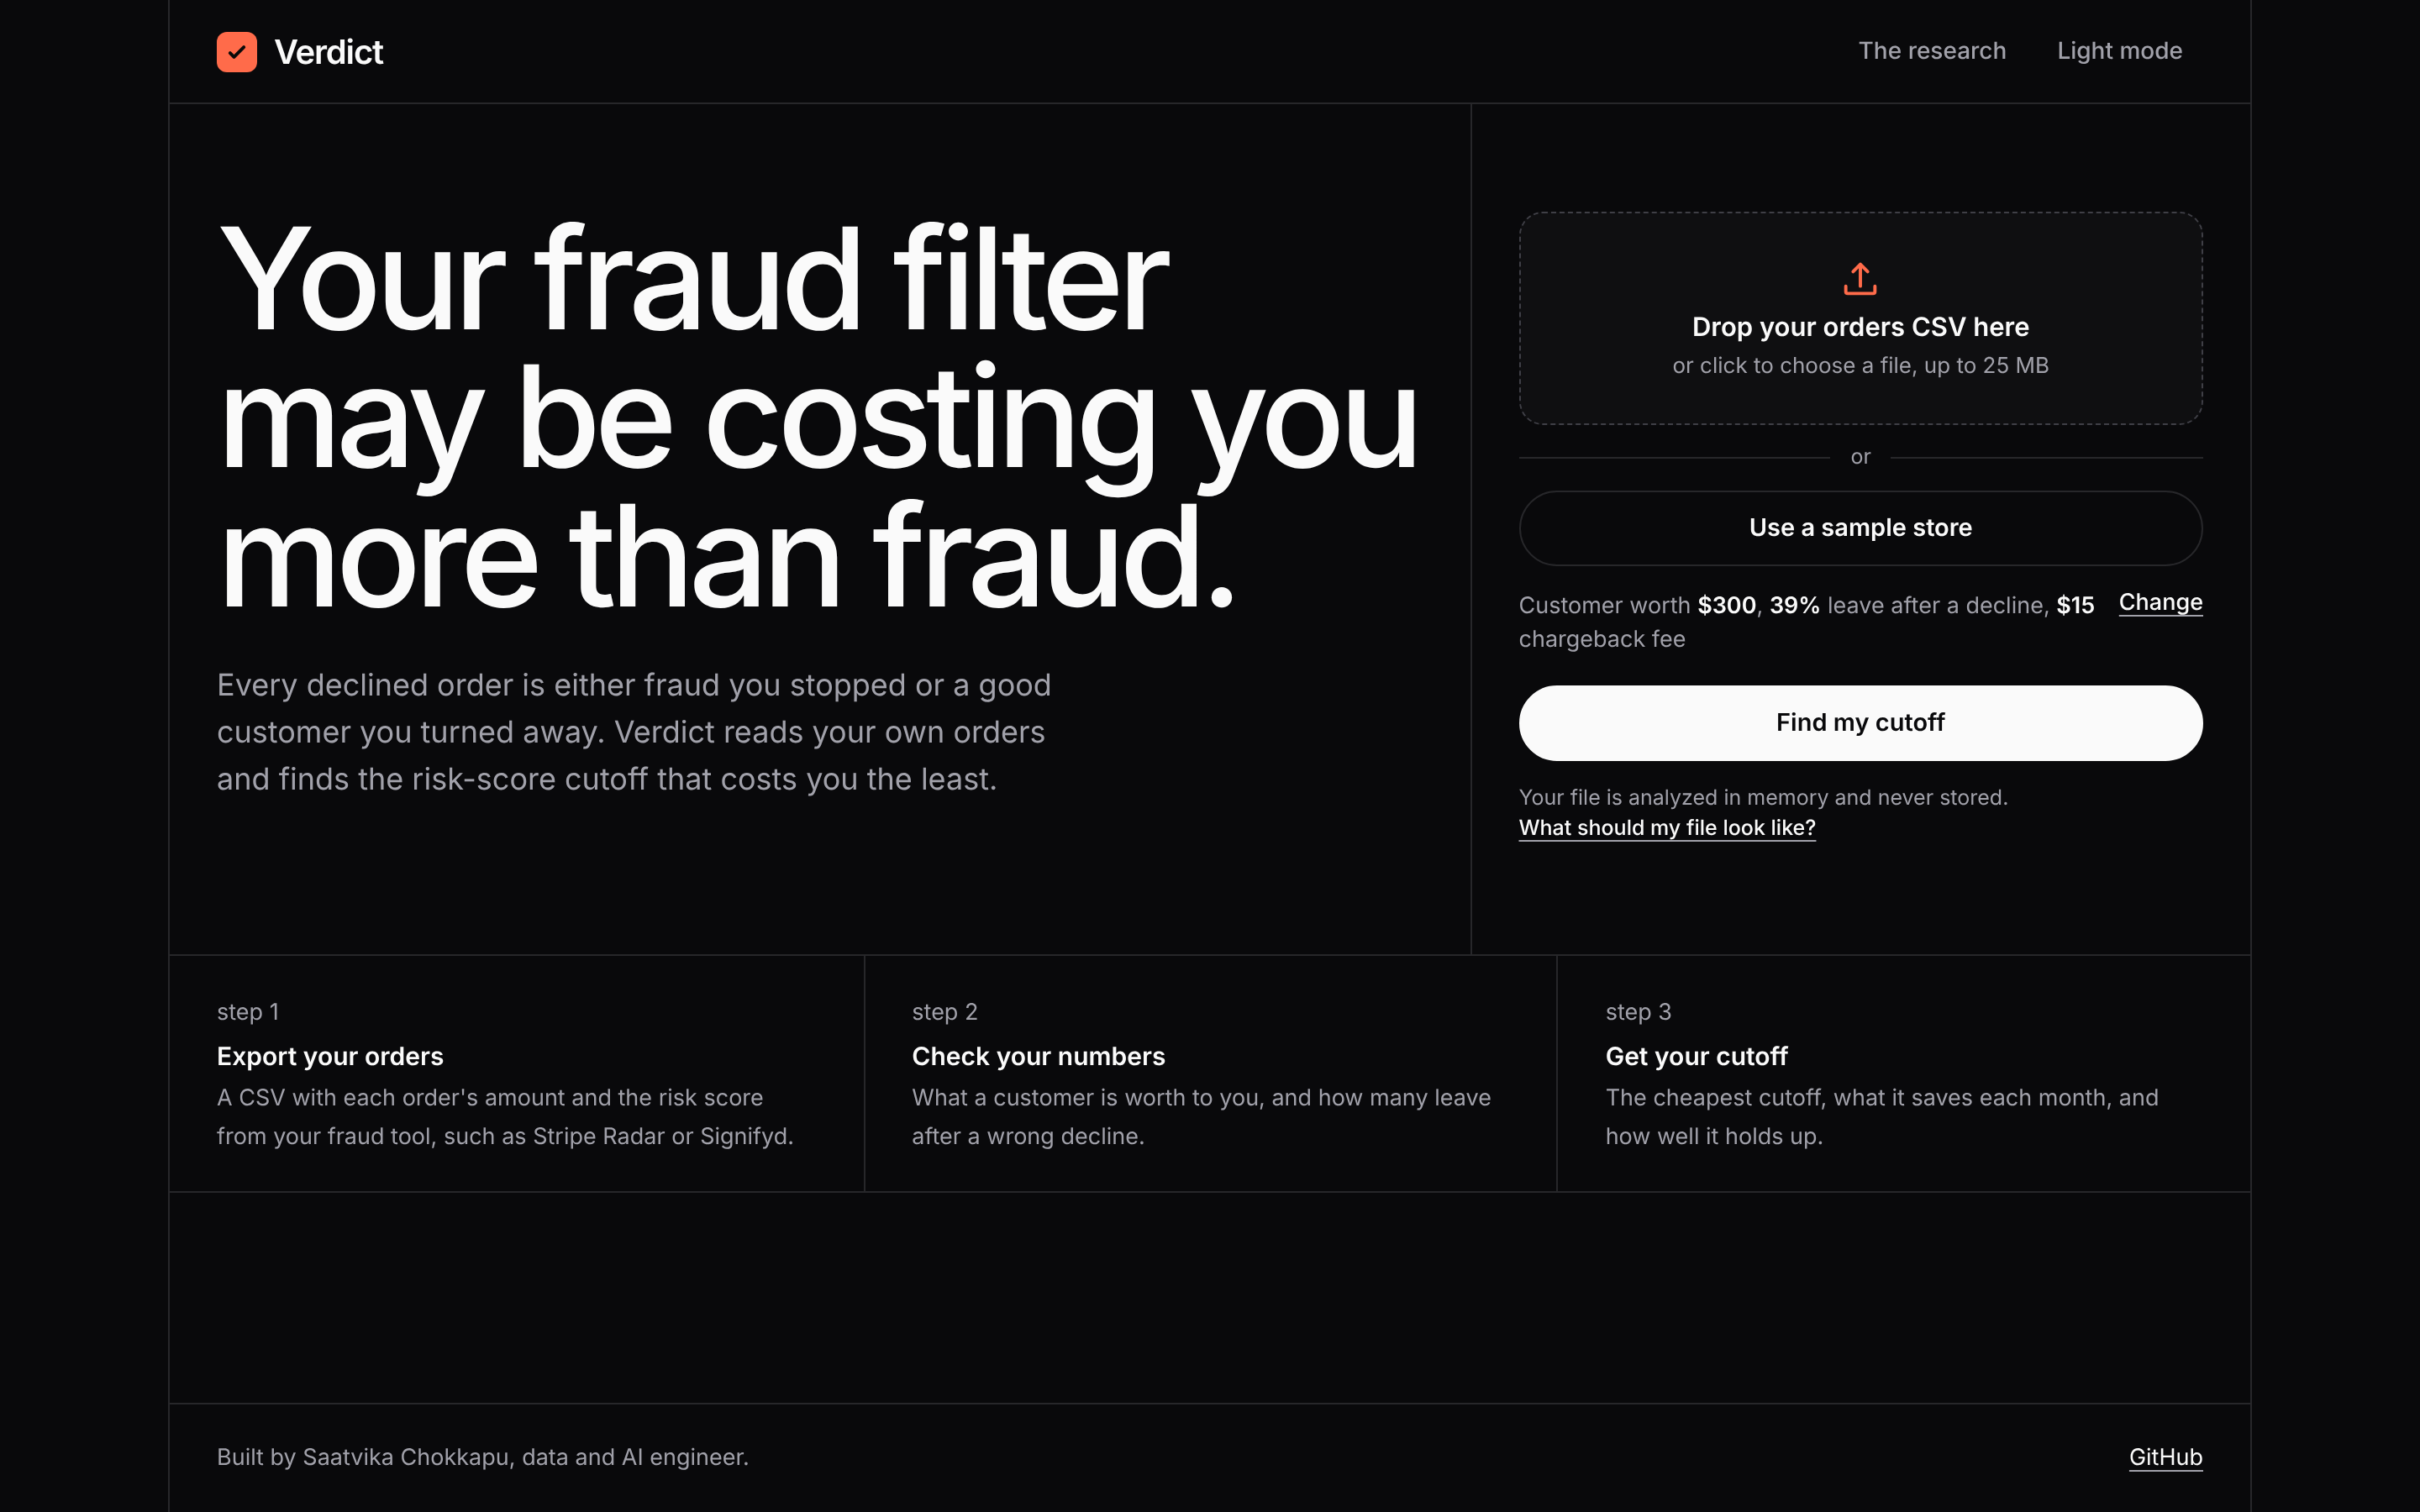 Verdict
The research
Light mode
Your fraud filter
may be costing you
more than fraud.
Every declined order is either fraud you stopped or a good
customer you turned away. Verdict reads your own orders
and finds the risk-score cutoff that costs you the least.
Drop your orders CSV here
or click to choose a file, up to 25 MB
or
Use a sample store
Customer worth $300, 39% leave after a decline, $15
chargeback fee
Change
Find my cutoff
Your file is analyzed in memory and never stored.
What should my file look like?
step 1
Export your orders
A CSV with each order's amount and the risk score
from your fraud tool, such as Stripe Radar or Signifyd.
step 2
Check your numbers
What a customer is worth to you, and how many leave
after a wrong decline.
step 3
Get your cutoff
The cheapest cutoff, what it saves each month, and
how well it holds up.
Built by Saatvika Chokkapu, data and AI engineer.
GitHub